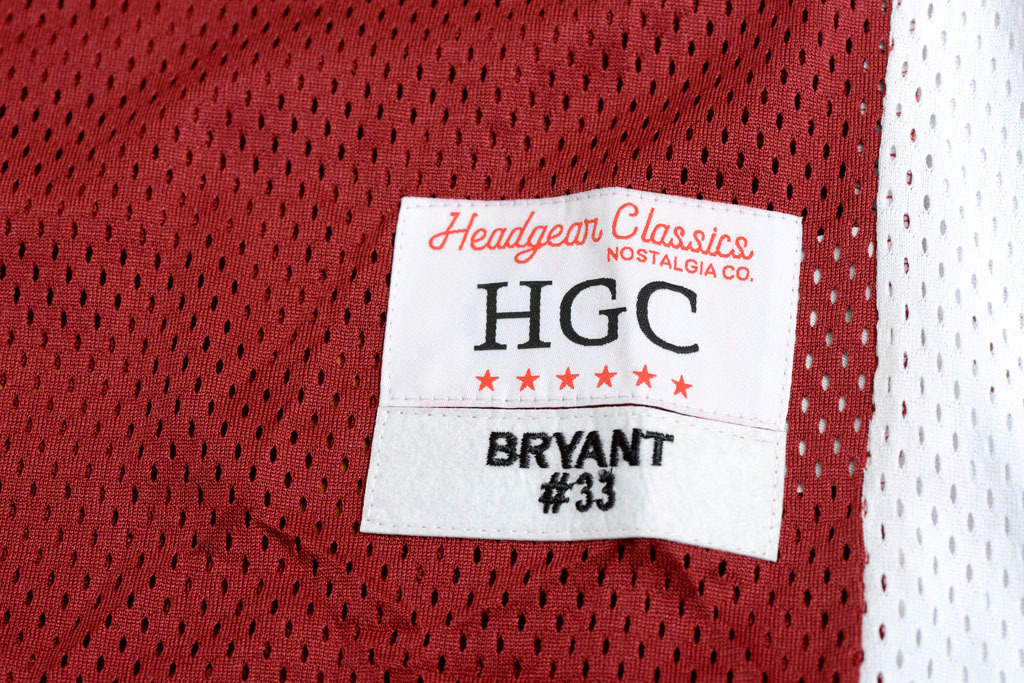 Headgear Classics
NOSTALGIA CO.
HGC
BRYANT
#33